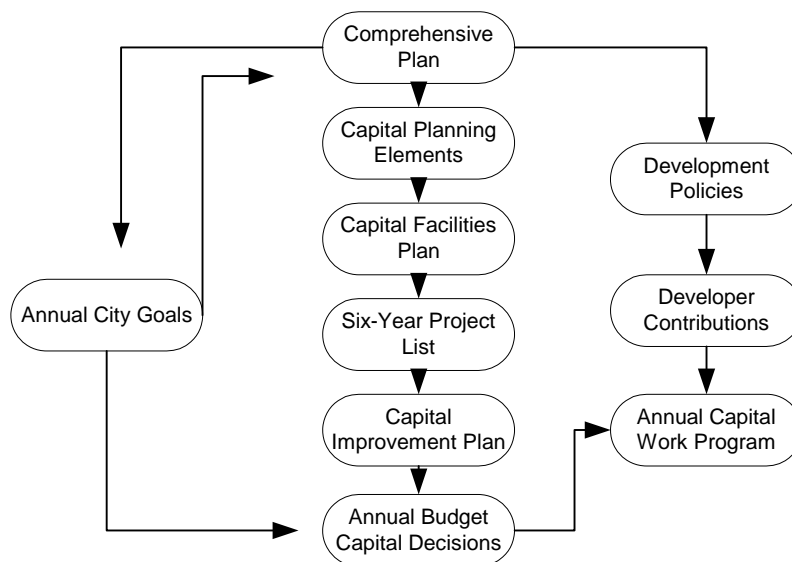 Comprehensive
Plan
Capital Planning
Elements
Development
Policies
Capital Facilities
Plan
Annual City Goals
Developer
Contributions
Six-Year Project
List
Capital
Improvement Plan
Annual Capital
Work Program
Annual Budget
Capital Decisions